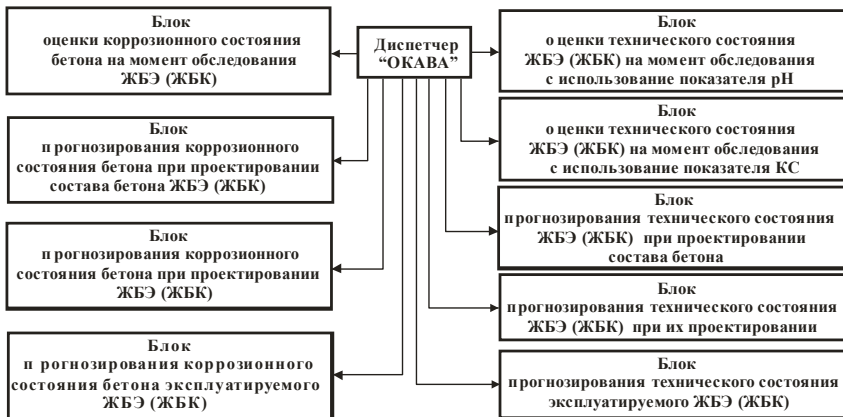 Блок
оценки коррозионного состояния
бетона на момент обследования
ЖБЭ (ЖБК)
Блок
прогнозирования коррозионного
состояния бетона при проектировании
состава бетона ЖБЭ (ЖБК)
Блок
прогнозирования коррозионного
состояния бетона при проектировании
ЖБЭ (ЖБК)
Блок
прогнозирования коррозионного
состояния бетона эксплуатируемого
ЖБЭ (ЖБК)
Диспетчер
“ОКАВА”
Блок
оценки технического состояния
ЖБЭ (ЖБК) на момент обследования
с использование показателя pH
Блок
оценки технического состояния
ЖБЭ (ЖБК) на момент обследования
с использование показателя КС
Блок
прогнозирования технического состояния
ЖБЭ (ЖБК) при проектировании
состава бетона
Блок
прогнозирования технического состояния
ЖБЭ (ЖБК) при их проектировании
Блок
прогнозирования технического состояния
эксплуатируемого ЖБЭ (ЖБК)